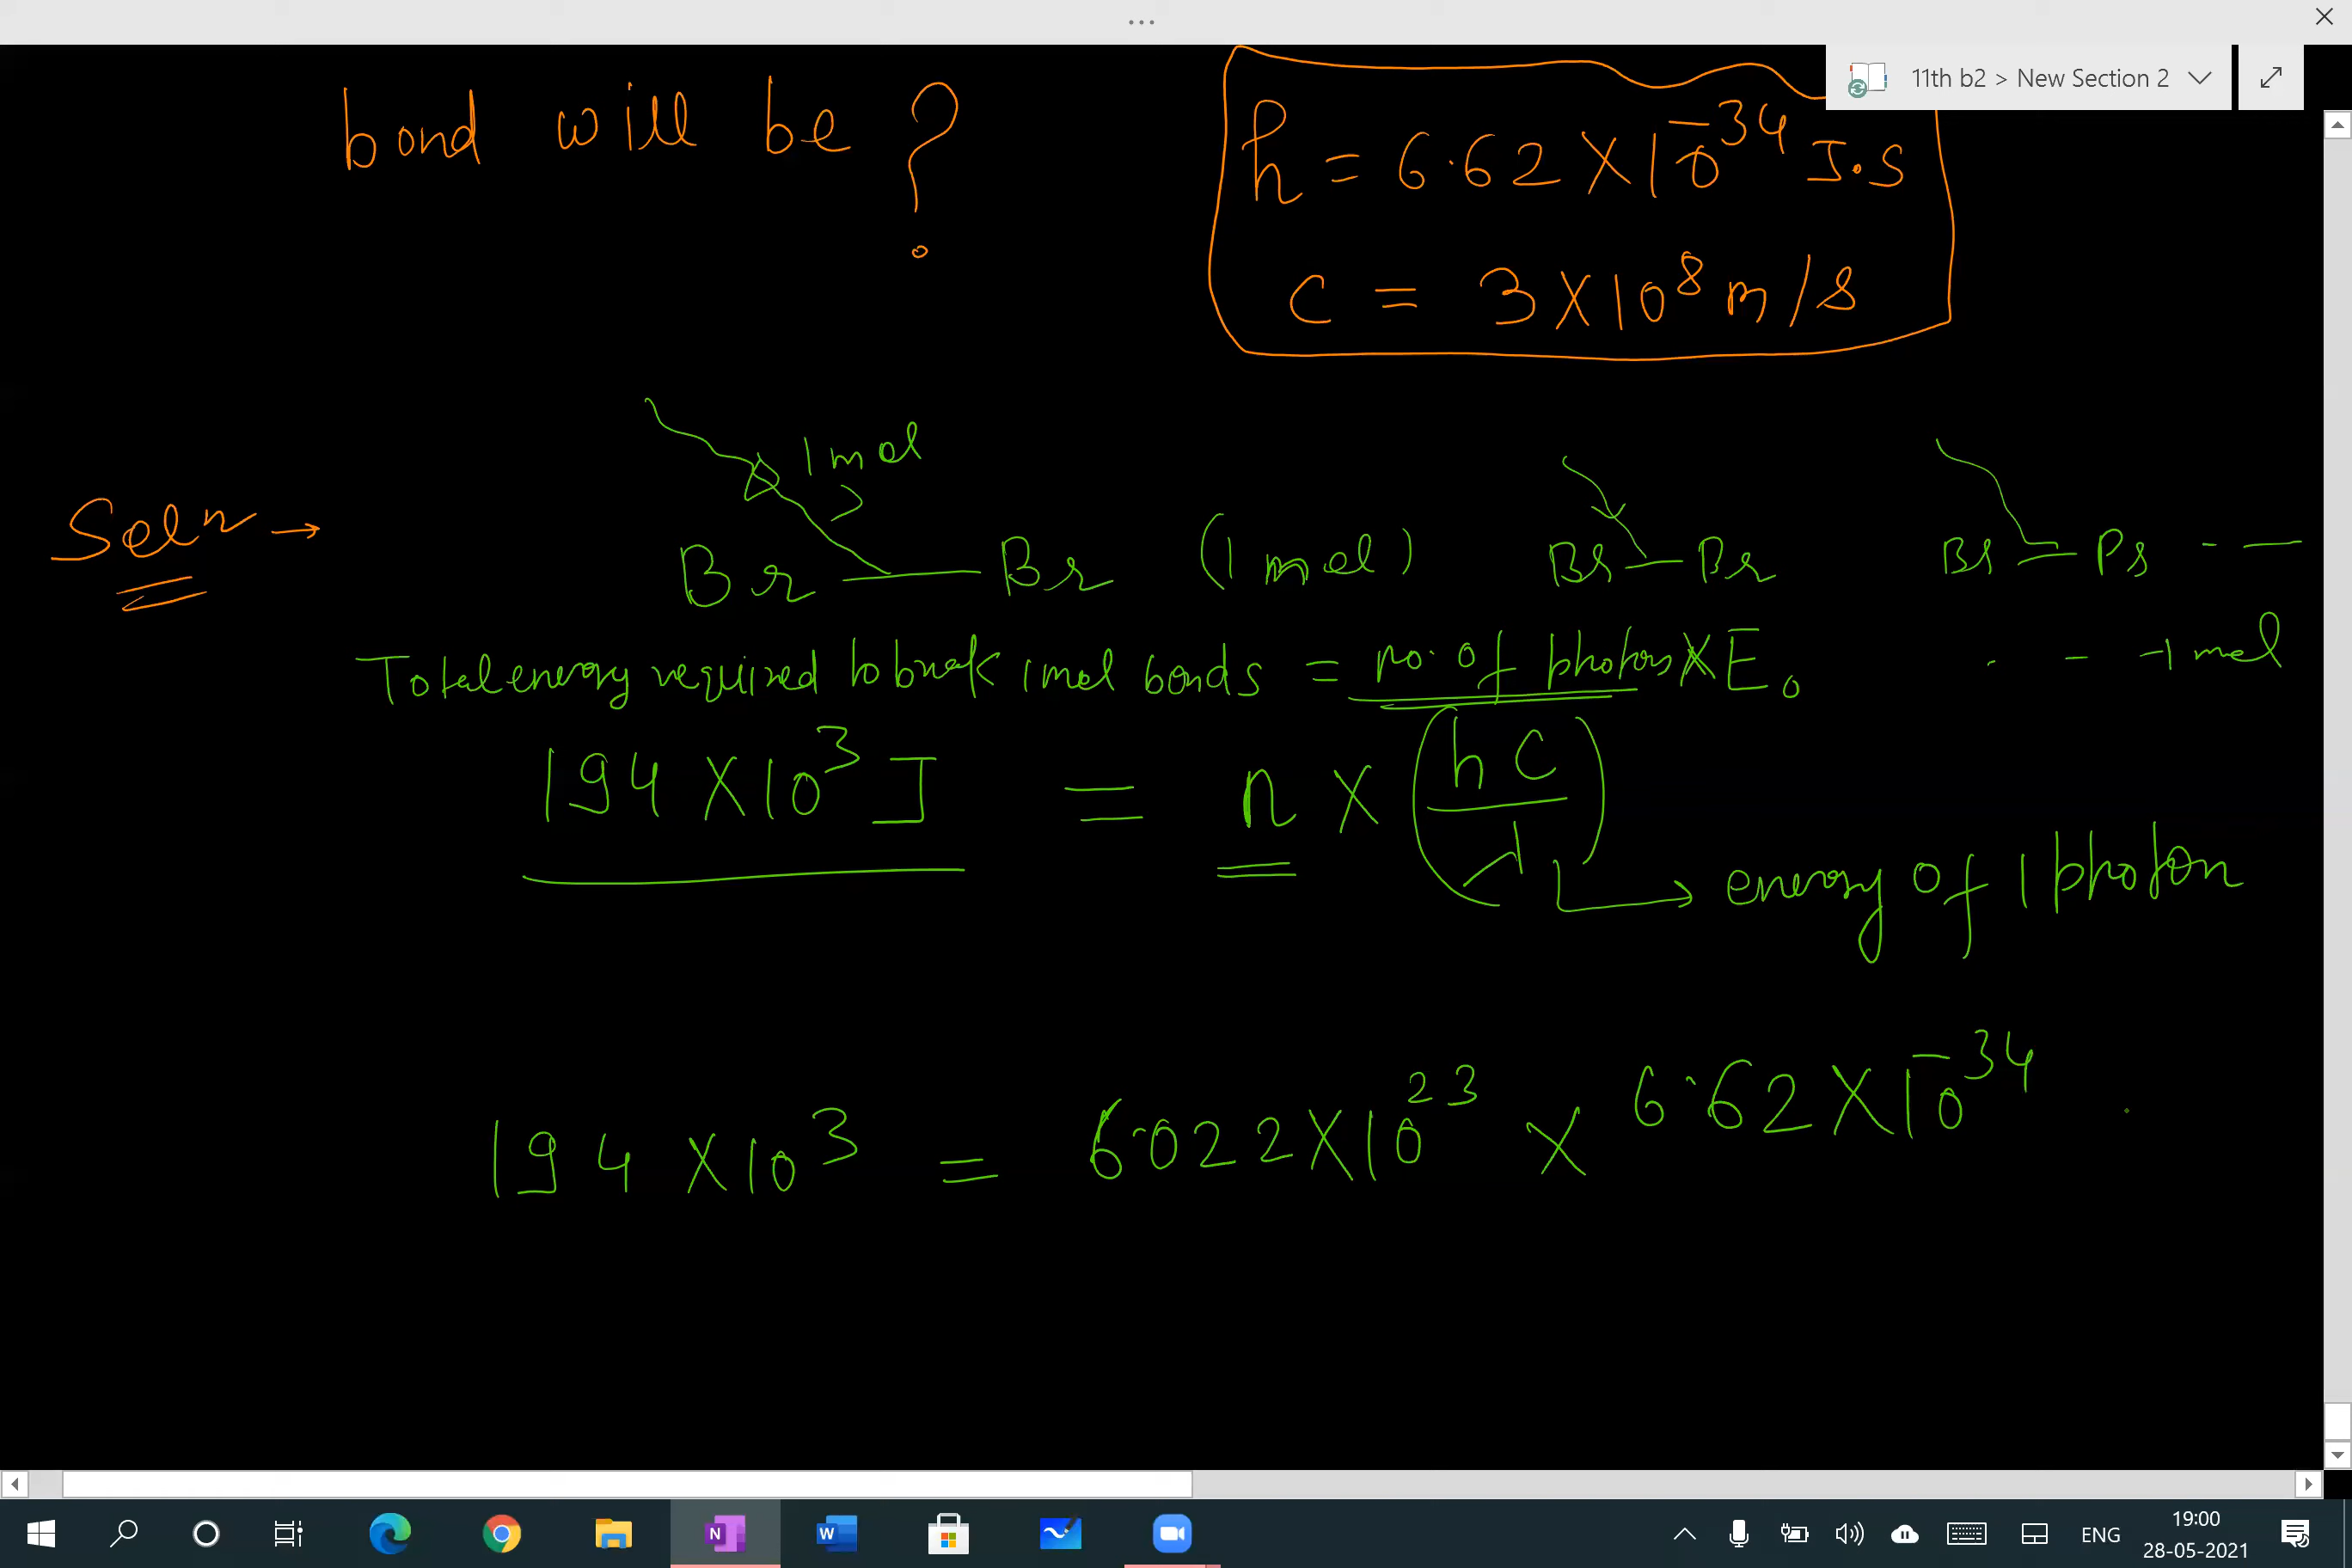 11th b2 > New Section 2
bond will be ?
h = 6.62 X 10⁻³⁴ J.S
c = 3 X 10⁸ m/s
1 mol
Soln →
Br — Br (1 mol) Br — Br Br — Br - —
Total energy required to break 1 mol bonds = no. of photons X E₀ . - - 1 mol
194 X 10³ J = n X (hc/λ) → energy of 1 photon
194 X 10³ = 6.022 X 10²³ X 6.62 X 10⁻³⁴
ENG
19:00
28-05-2021